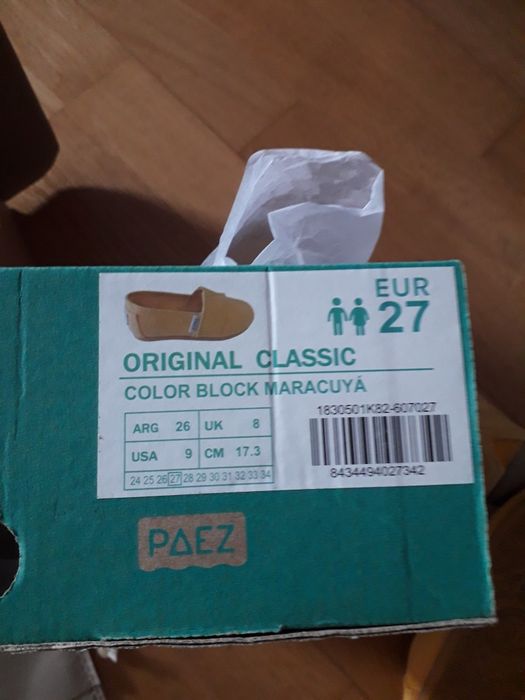 EUR
27
ORIGINAL CLASSIC
COLOR BLOCK MARACUYÁ
1830501K82-607027
ARG 26 UK 8
USA 9 CM 17.3
24 25 26 27 28 29 30 31 32 33 34
8434494027342
PAEZ